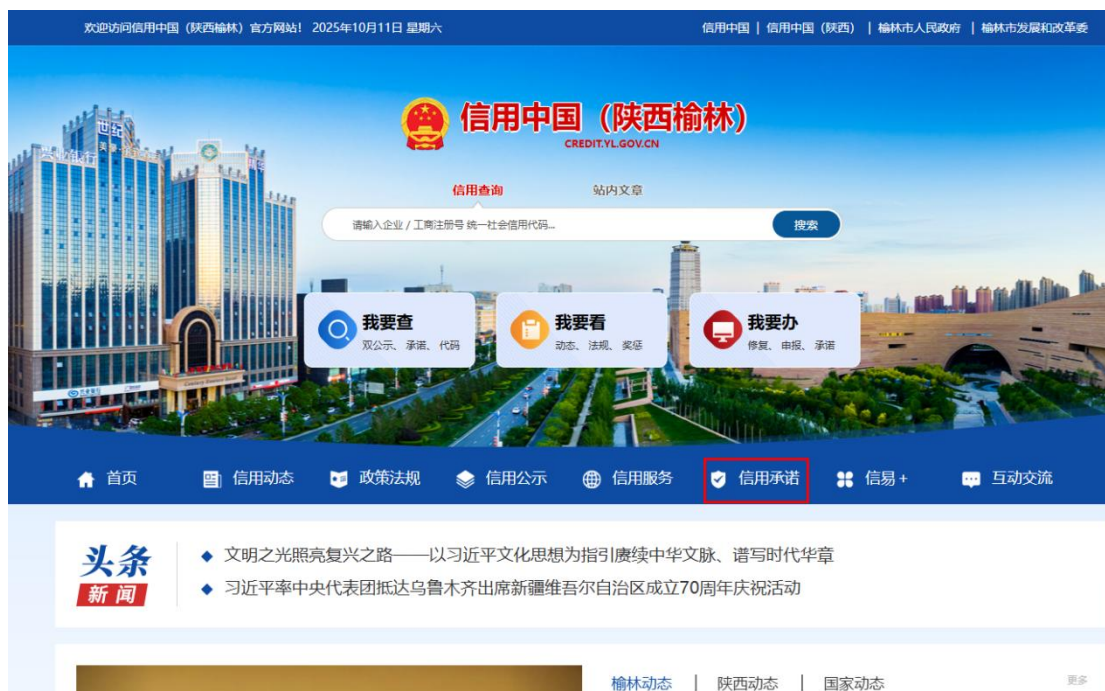 欢迎访问信用中国（陕西榆林）官方网站! 2025年10月11日 星期六
信用中国 | 信用中国（陕西） | 榆林市人民政府 | 榆林市发展和改革委
信用中国（陕西榆林）
CREDIT.YL.GOV.CN
世纪
信用查询 站内文章
请输入企业 / 工商注册号 统一社会信用代码... 搜索
我要查
双公示、承诺、代码
我要看
动态、法规、奖惩
我要办
修复、申报、承诺
首页 信用动态 政策法规 信用公示 信用服务 信用承诺 信易+ 互动交流
头条
新闻
◆ 文明之光照亮复兴之路——以习近平文化思想为指引赓续中华文脉、谱写时代华章
◆ 习近平率中央代表团抵达乌鲁木齐出席新疆维吾尔自治区成立70周年庆祝活动
榆林动态 | 陕西动态 | 国家动态 更多